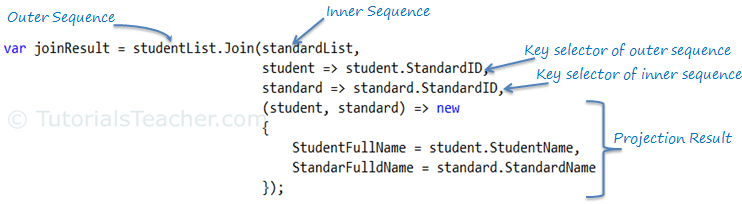 Outer Sequence
Inner Sequence
var joinResult = studentList.Join(standardList,
student => student.StandardID,
Key selector of outer sequence
standard => standard.StandardID,
Key selector of inner sequence
(student, standard) => new
© TutorialsTeacher.com
{
StudentFullName = student.StudentName,
Projection Result
StandarFulldName = standard.StandardName
});